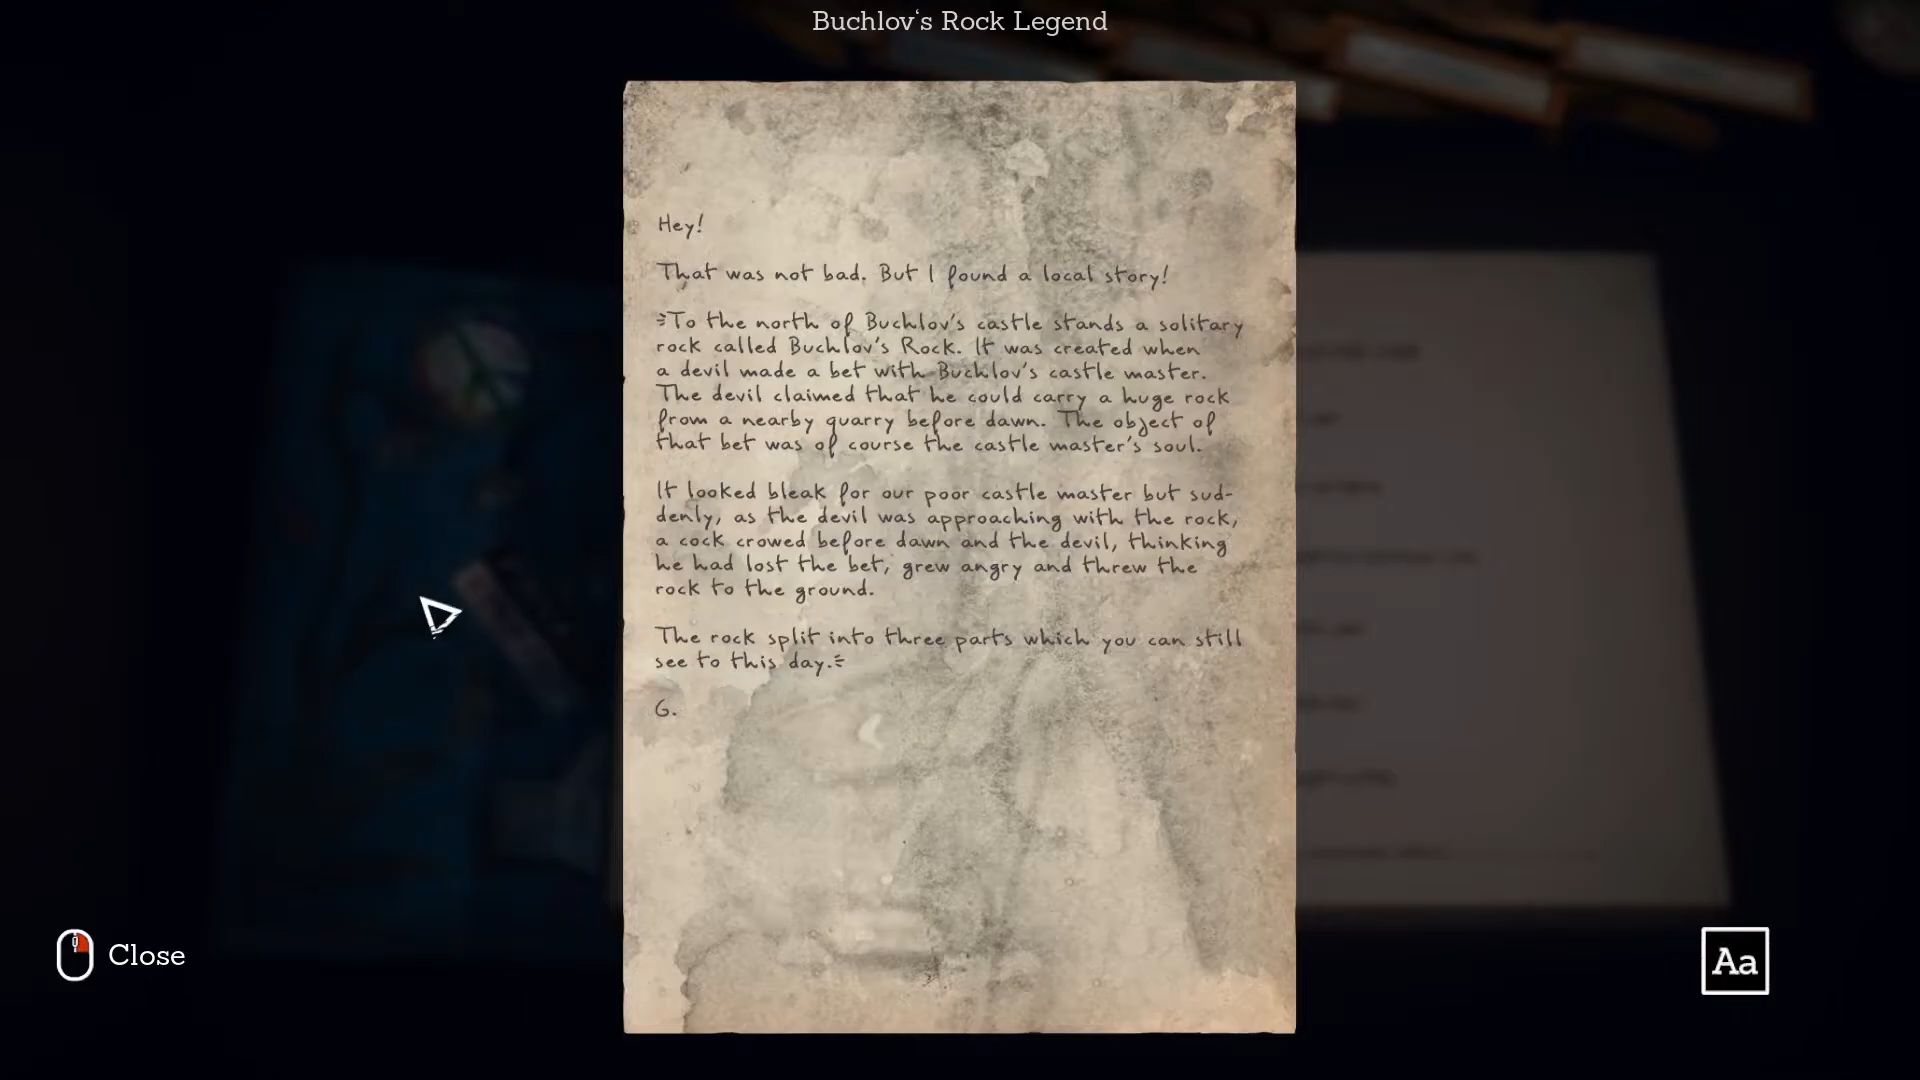 Buchlov‘s Rock Legend
Hey!
That was not bad. But I found a local story!
To the north of Buchlov's castle stands a solitary
rock called Buchlov's Rock. It was created when
a devil made a bet with Buchlov's castle master.
The devil claimed that he could carry a huge rock
from a nearby quarry before dawn. The object of
that bet was of course the castle master's soul.
It looked bleak for our poor castle master but sud-
denly, as the devil was approaching with the rock,
a cock crowed before dawn and the devil, thinking
he had lost the bet, grew angry and threw the
rock to the ground.
The rock split into three parts which you can still
see to this day.
G.
Close
Aa